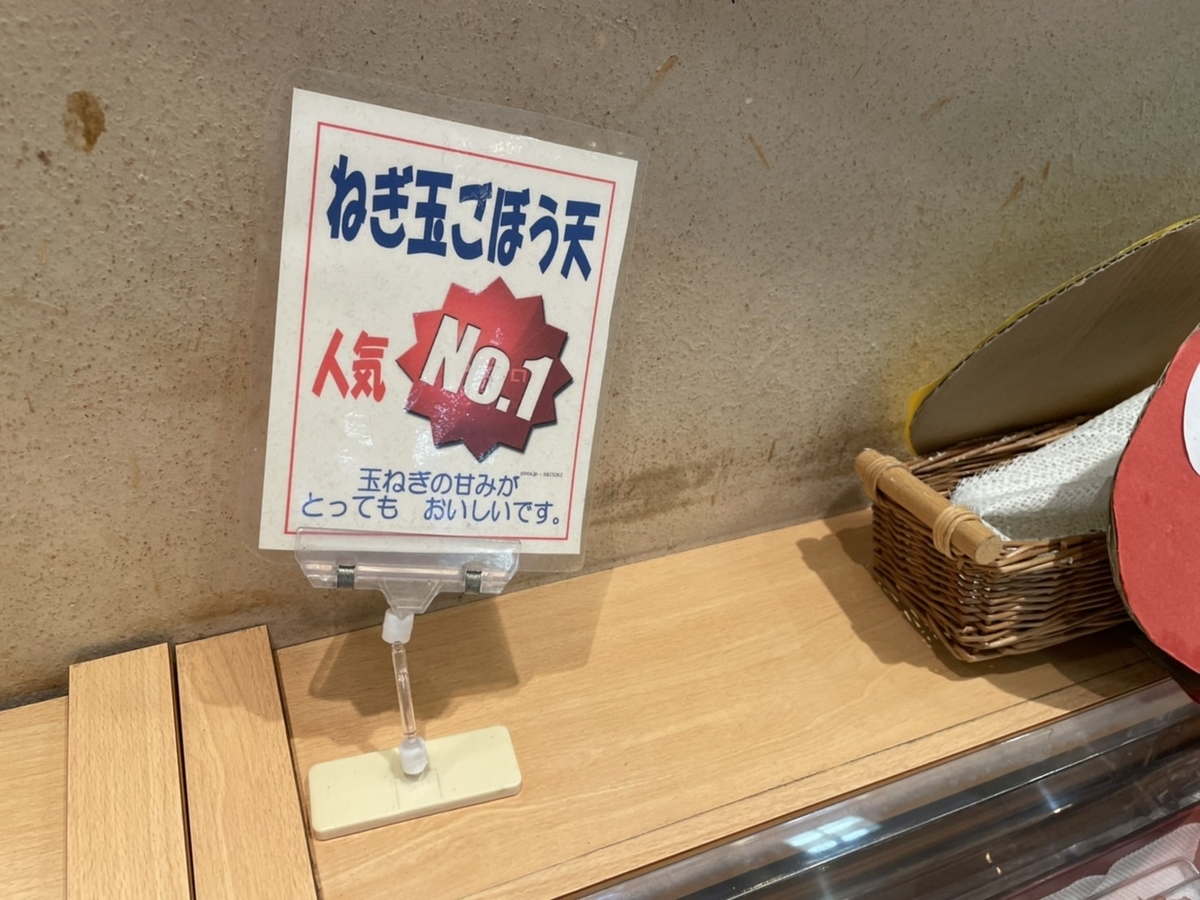 ねぎ玉ごぼう天
人気
No.1
玉ねぎの甘みが
とっても　おいしいです。